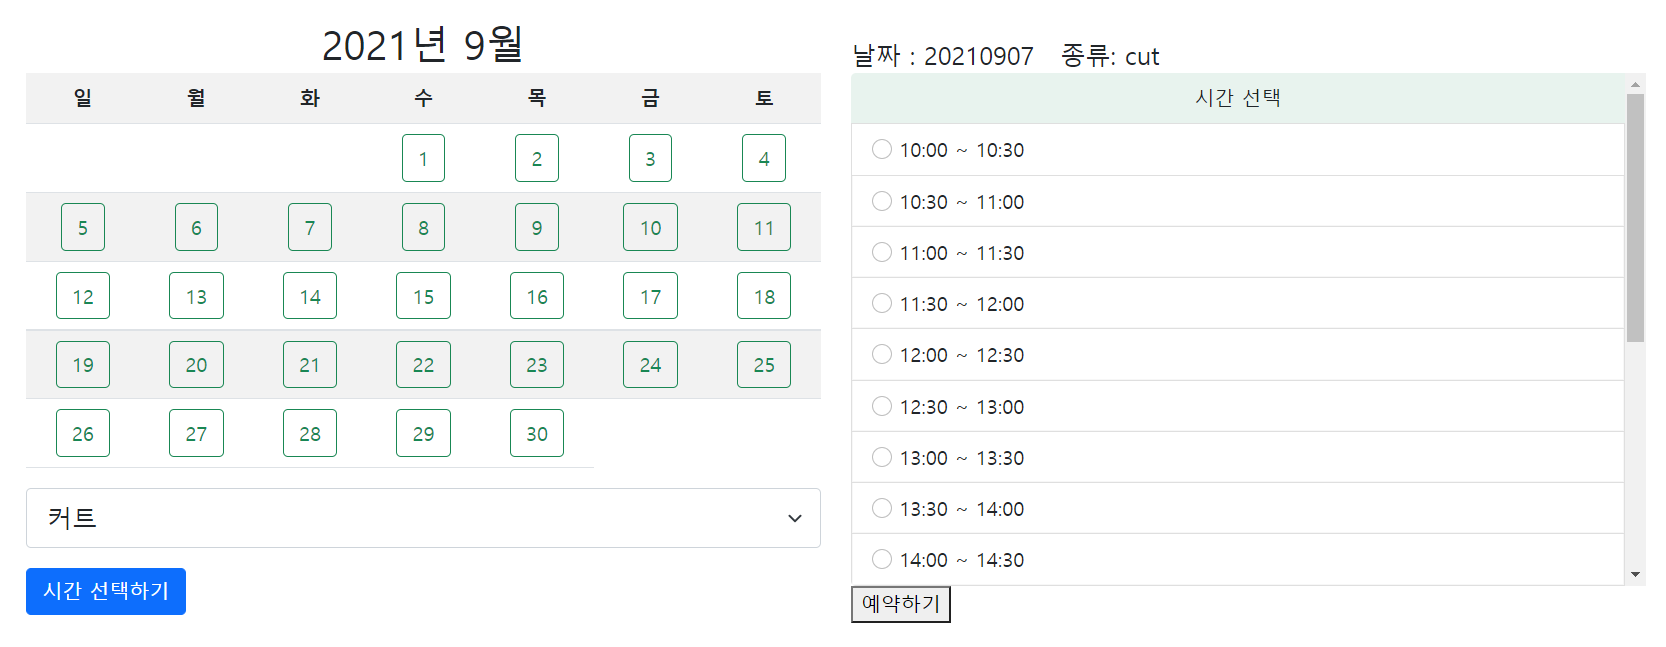 2021년 9월
일 월 화 수 목 금 토
1 2 3 4
5 6 7 8 9 10 11
12 13 14 15 16 17 18
19 20 21 22 23 24 25
26 27 28 29 30
커트
시간 선택하기
날짜 : 20210907 종류: cut
시간 선택
10:00 ~ 10:30
10:30 ~ 11:00
11:00 ~ 11:30
11:30 ~ 12:00
12:00 ~ 12:30
12:30 ~ 13:00
13:00 ~ 13:30
13:30 ~ 14:00
14:00 ~ 14:30
예약하기